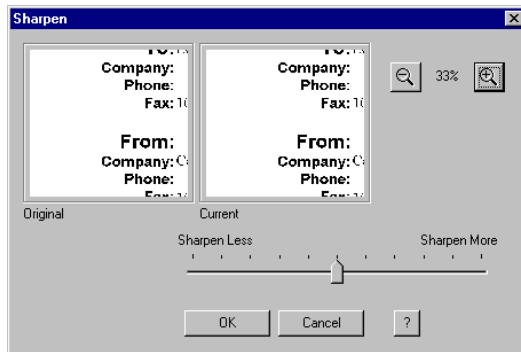 Sharpen
Company:
Phone:
Fax:
From:
Company:
Phone:
Company:
Phone:
Fax:
From:
Company:
Phone:
33%
Original
Current
Sharpen Less
Sharpen More
OK
Cancel
?